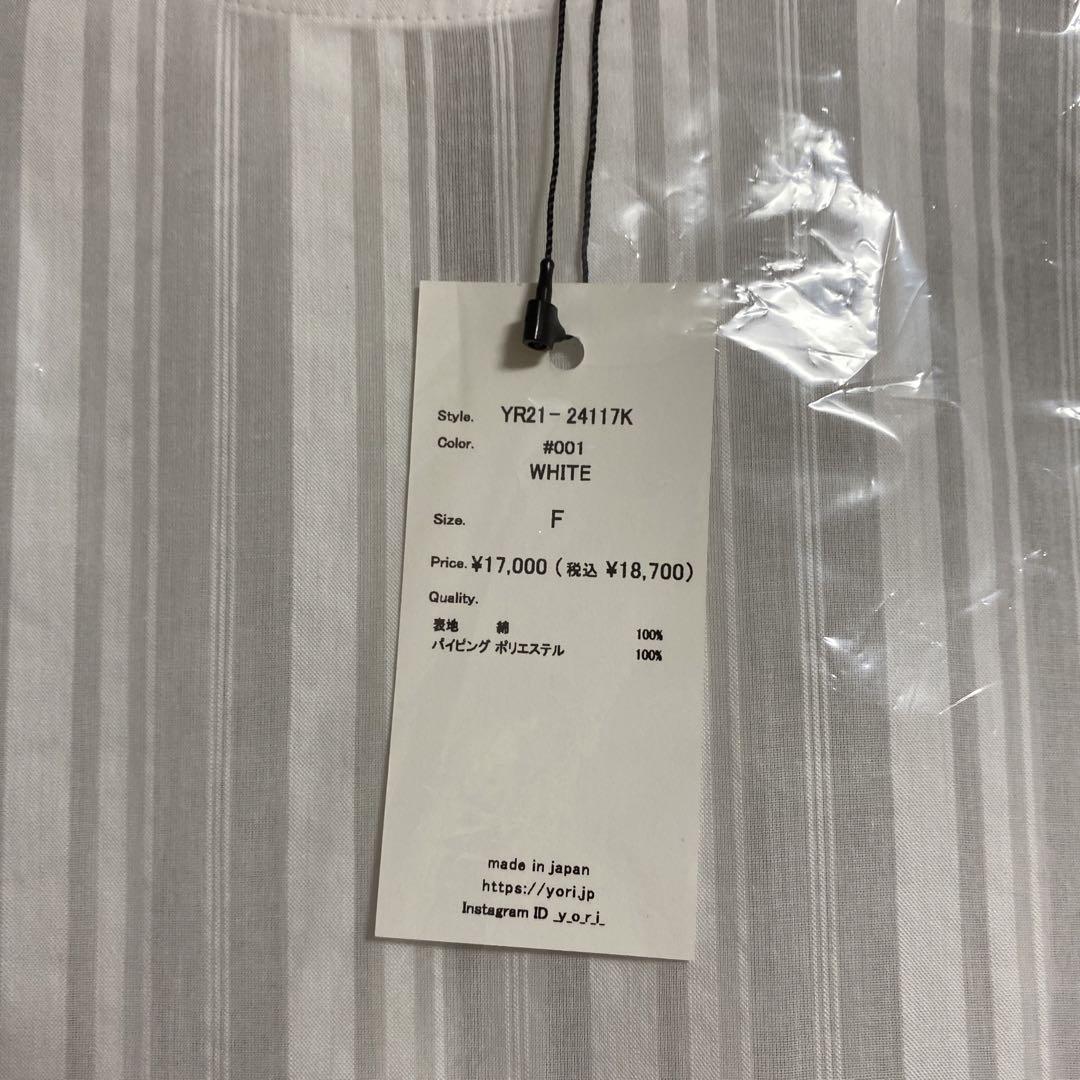 Style. YR21-24117K
Color. #001
WHITE
Size. F
Price. ¥17,000 (税込 ¥18,700)
Quality.
表地 綿 100%
パイピング ポリエステル 100%
made in japan
https://yori.jp
Instagram ID _y_o_r_i_